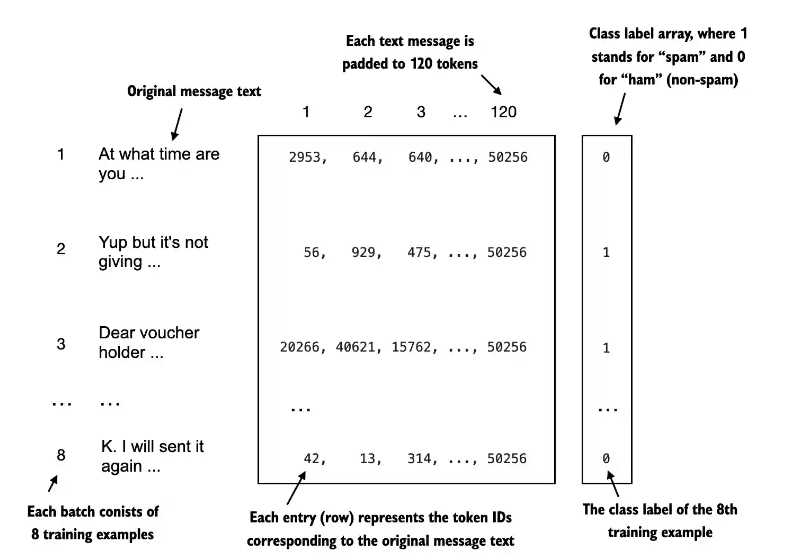 Each text message is
padded to 120 tokens
Class label array, where 1
stands for “spam” and 0
for “ham” (non-spam)
Original message text
1 2 3 ... 120
1 At what time are
you ...
2953, 644, 640, ..., 50256 0
2 Yup but it's not
giving ...
56, 929, 475, ..., 50256 1
3 Dear voucher
holder ...
20266, 40621, 15762, ..., 50256 1
... ... ... ...
8 K. I will sent it
again ...
42, 13, 314, ..., 50256 0
Each batch conists of
8 training examples
Each entry (row) represents the token IDs
corresponding to the original message text
The class label of the 8th
training example